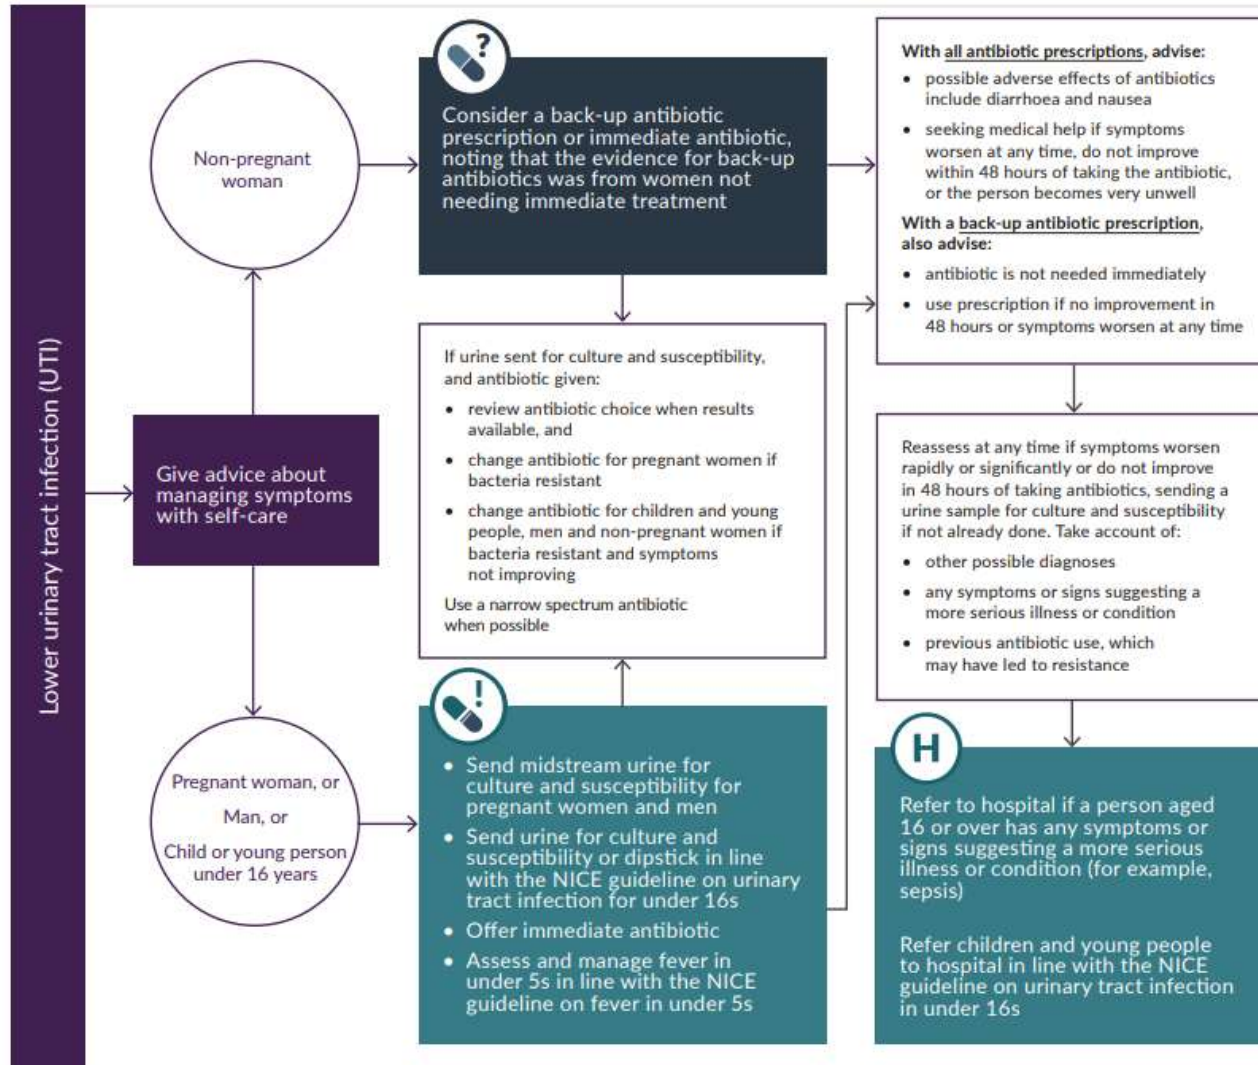 Lower urinary tract infection (UTI)
Give advice about
managing symptoms
with self-care
Non-pregnant
woman
Pregnant woman, or
Man, or
Child or young person
under 16 years
?
Consider a back-up antibiotic
prescription or immediate antibiotic,
noting that the evidence for back-up
antibiotics was from women not
needing immediate treatment
If urine sent for culture and susceptibility,
and antibiotic given:
• review antibiotic choice when results
available, and
• change antibiotic for pregnant women if
bacteria resistant
• change antibiotic for children and young
people, men and non-pregnant women if
bacteria resistant and symptoms
not improving
Use a narrow spectrum antibiotic
when possible
!
• Send midstream urine for
culture and susceptibility for
pregnant women and men
• Send urine for culture and
susceptibility or dipstick in line
with the NICE guideline on urinary
tract infection for under 16s
• Offer immediate antibiotic
• Assess and manage fever in
under 5s in line with the NICE
guideline on fever in under 5s
With all antibiotic prescriptions, advise:
• possible adverse effects of antibiotics
include diarrhoea and nausea
• seeking medical help if symptoms
worsen at any time, do not improve
within 48 hours of taking the antibiotic,
or the person becomes very unwell
With a back-up antibiotic prescription,
also advise:
• antibiotic is not needed immediately
• use prescription if no improvement in
48 hours or symptoms worsen at any time
Reassess at any time if symptoms worsen
rapidly or significantly or do not improve
in 48 hours of taking antibiotics, sending a
urine sample for culture and susceptibility
if not already done. Take account of:
• other possible diagnoses
• any symptoms or signs suggesting a
more serious illness or condition
• previous antibiotic use, which
may have led to resistance
H
Refer to hospital if a person aged
16 or over has any symptoms or
signs suggesting a more serious
illness or condition (for example,
sepsis)
Refer children and young people
to hospital in line with the NICE
guideline on urinary tract infection
in under 16s